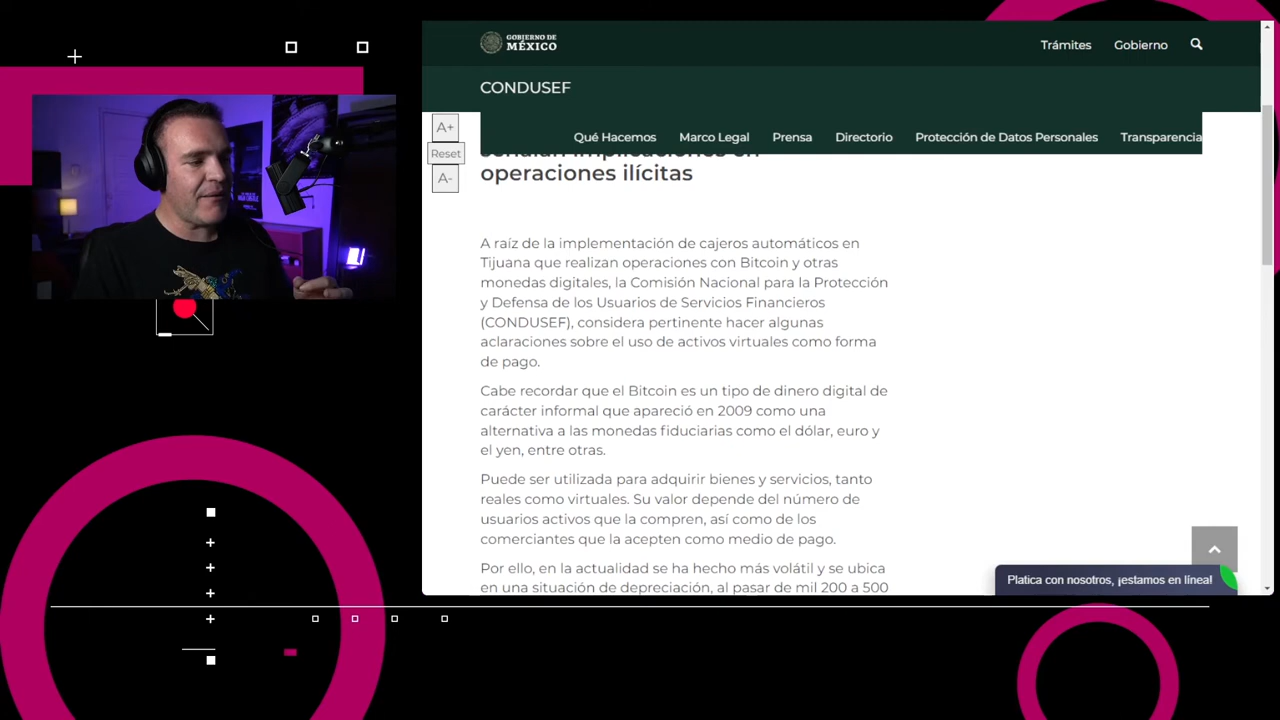 GOBIERNO DE
MÉXICO
Trámites
Gobierno
CONDUSEF
A+
Reset
A-
Qué Hacemos
Marco Legal
Prensa
Directorio
Protección de Datos Personales
Transparencia
señalan implicaciones en
operaciones ilícitas
A raíz de la implementación de cajeros automáticos en
Tijuana que realizan operaciones con Bitcoin y otras
monedas digitales, la Comisión Nacional para la Protección
y Defensa de los Usuarios de Servicios Financieros
(CONDUSEF), considera pertinente hacer algunas
aclaraciones sobre el uso de activos virtuales como forma
de pago.
Cabe recordar que el Bitcoin es un tipo de dinero digital de
carácter informal que apareció en 2009 como una
alternativa a las monedas fiduciarias como el dólar, euro y
el yen, entre otras.
Puede ser utilizada para adquirir bienes y servicios, tanto
reales como virtuales. Su valor depende del número de
usuarios activos que la compren, así como de los
comerciantes que la acepten como medio de pago.
Por ello, en la actualidad se ha hecho más volátil y se ubica
en una situación de depreciación, al pasar de mil 200 a 500
Platica con nosotros, ¡estamos en línea!